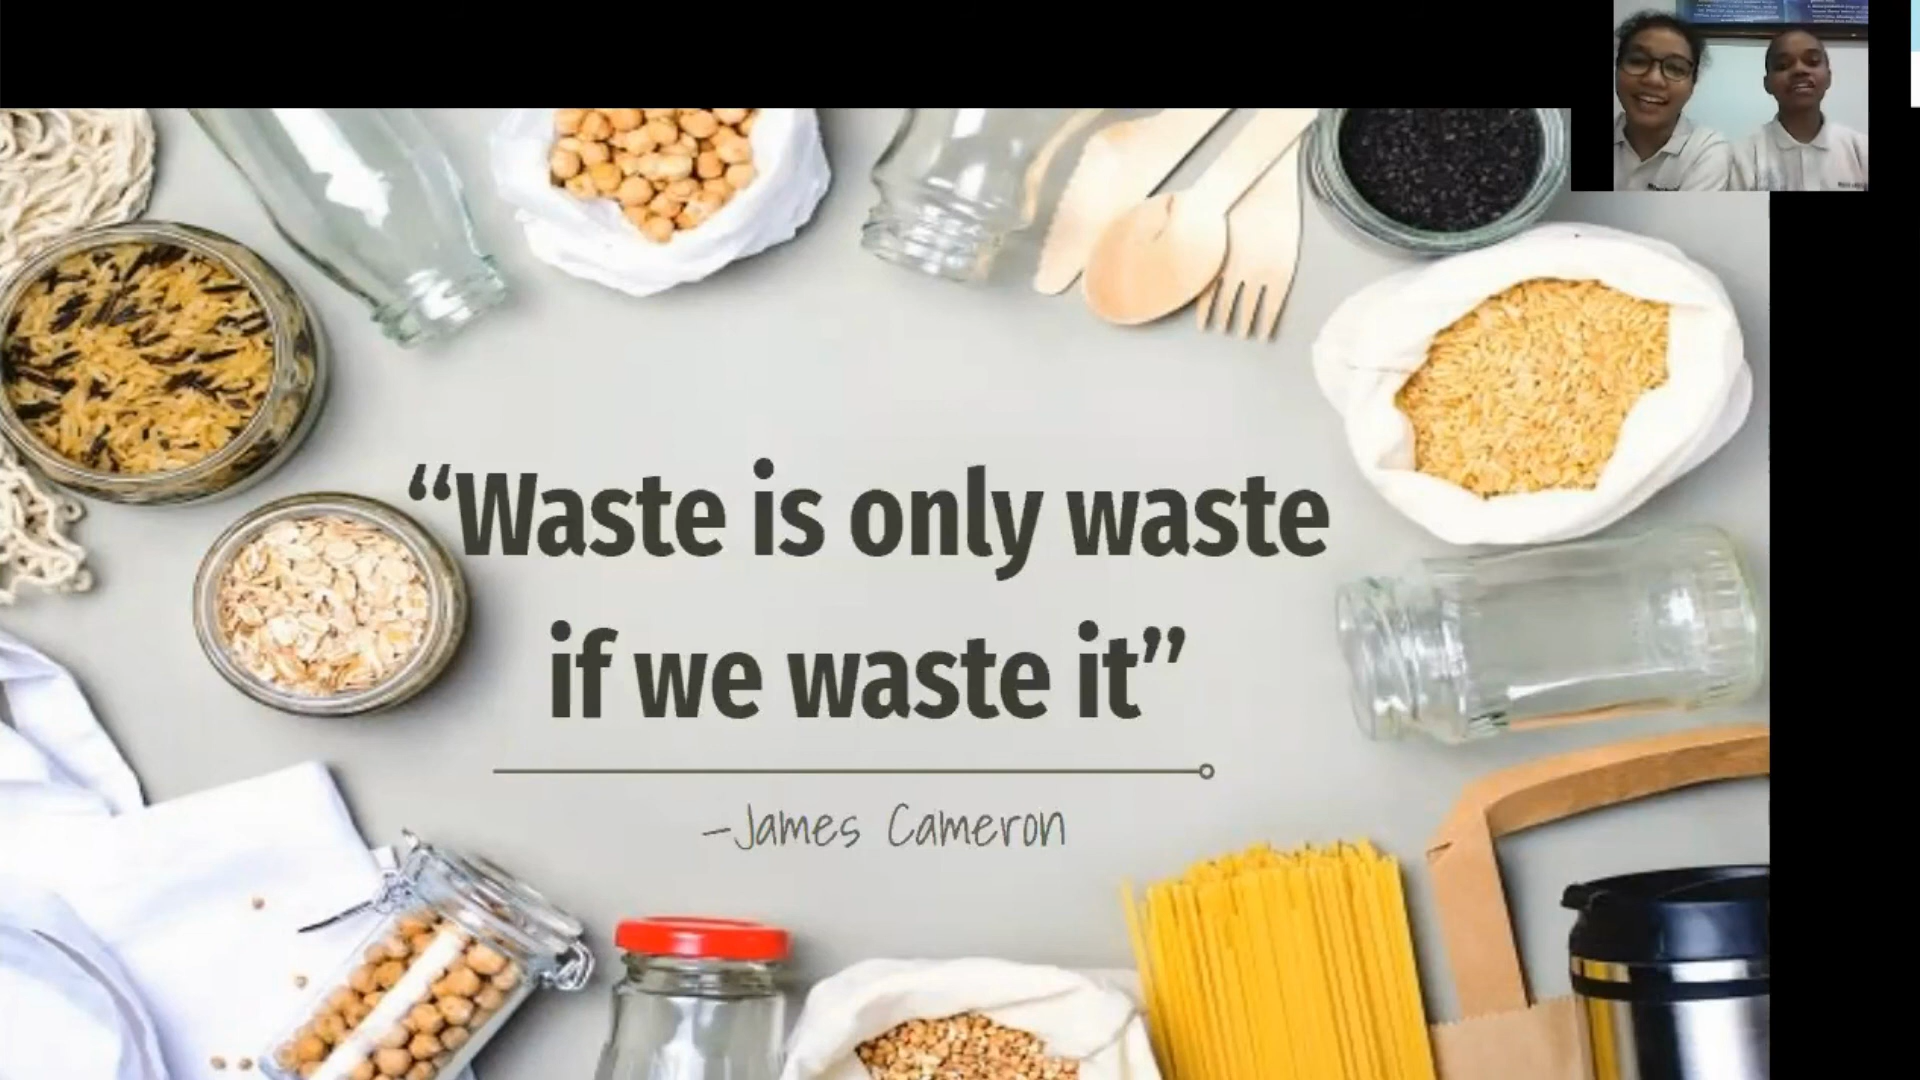 “Waste is only waste
if we waste it”
–James Cameron